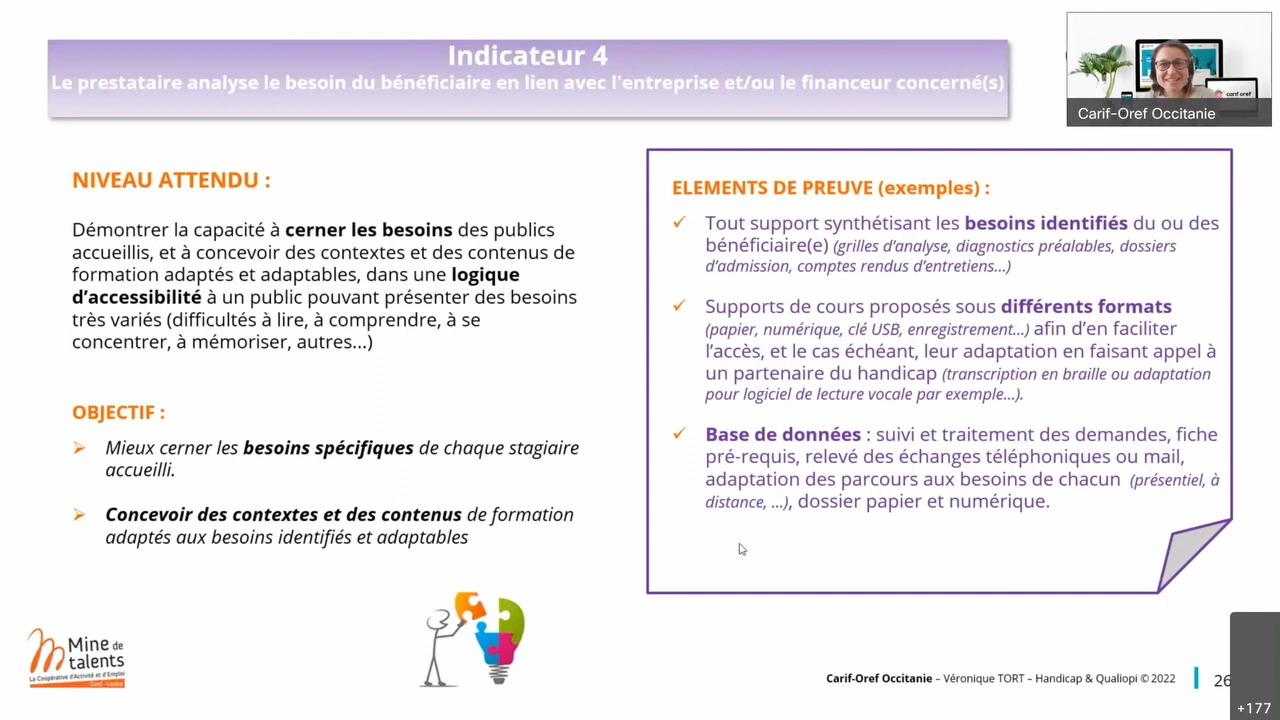 Indicateur 4
Le prestataire analyse le besoin du bénéficiaire en lien avec l'entreprise et/ou le financeur concerné(s)
Carif-Oref Occitanie
NIVEAU ATTENDU :
Démontrer la capacité à cerner les besoins des publics
accueillis, et à concevoir des contextes et des contenus de
formation adaptés et adaptables, dans une logique
d'accessibilité à un public pouvant présenter des besoins
très variés (difficultés à lire, à comprendre, à se
concentrer, à mémoriser, autres...)
OBJECTIF :
Mieux cerner les besoins spécifiques de chaque stagiaire
accueilli.
Concevoir des contextes et des contenus de formation
adaptés aux besoins identifiés et adaptables
ELEMENTS DE PREUVE (exemples) :
Tout support synthétisant les besoins identifiés du ou des
bénéficiaire(e) (grilles d'analyse, diagnostics préalables, dossiers
d'admission, comptes rendus d'entretiens...)
Supports de cours proposés sous différents formats
(papier, numérique, clé USB, enregistrement...) afin d'en faciliter
l'accès, et le cas échéant, leur adaptation en faisant appel à
un partenaire du handicap (transcription en braille ou adaptation
pour logiciel de lecture vocale par exemple...).
Base de données : suivi et traitement des demandes, fiche
pré-requis, relevé des échanges téléphoniques ou mail,
adaptation des parcours aux besoins de chacun (présentiel, à
distance, ...), dossier papier et numérique.
Mine de
talents
La Coopérative d'Activité et d'Emploi
Gard - Lozère
Carif-Oref Occitanie – Véronique TORT – Handicap & Qualiopi © 2022
26
+177